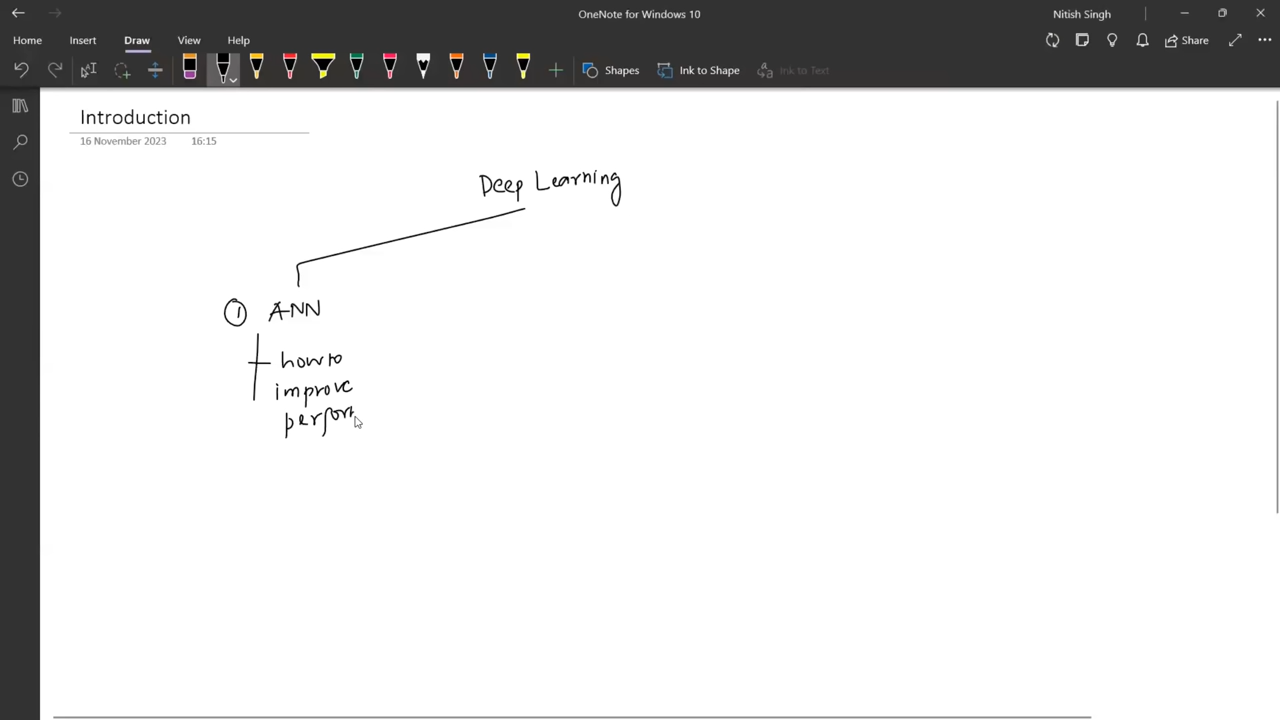 OneNote for Windows 10
Nitish Singh
Home Insert Draw View Help
Share
Shapes Ink to Shape Ink to Text
Introduction
16 November 2023 16:15
Deep Learning
① ANN
how to
improve
perfor